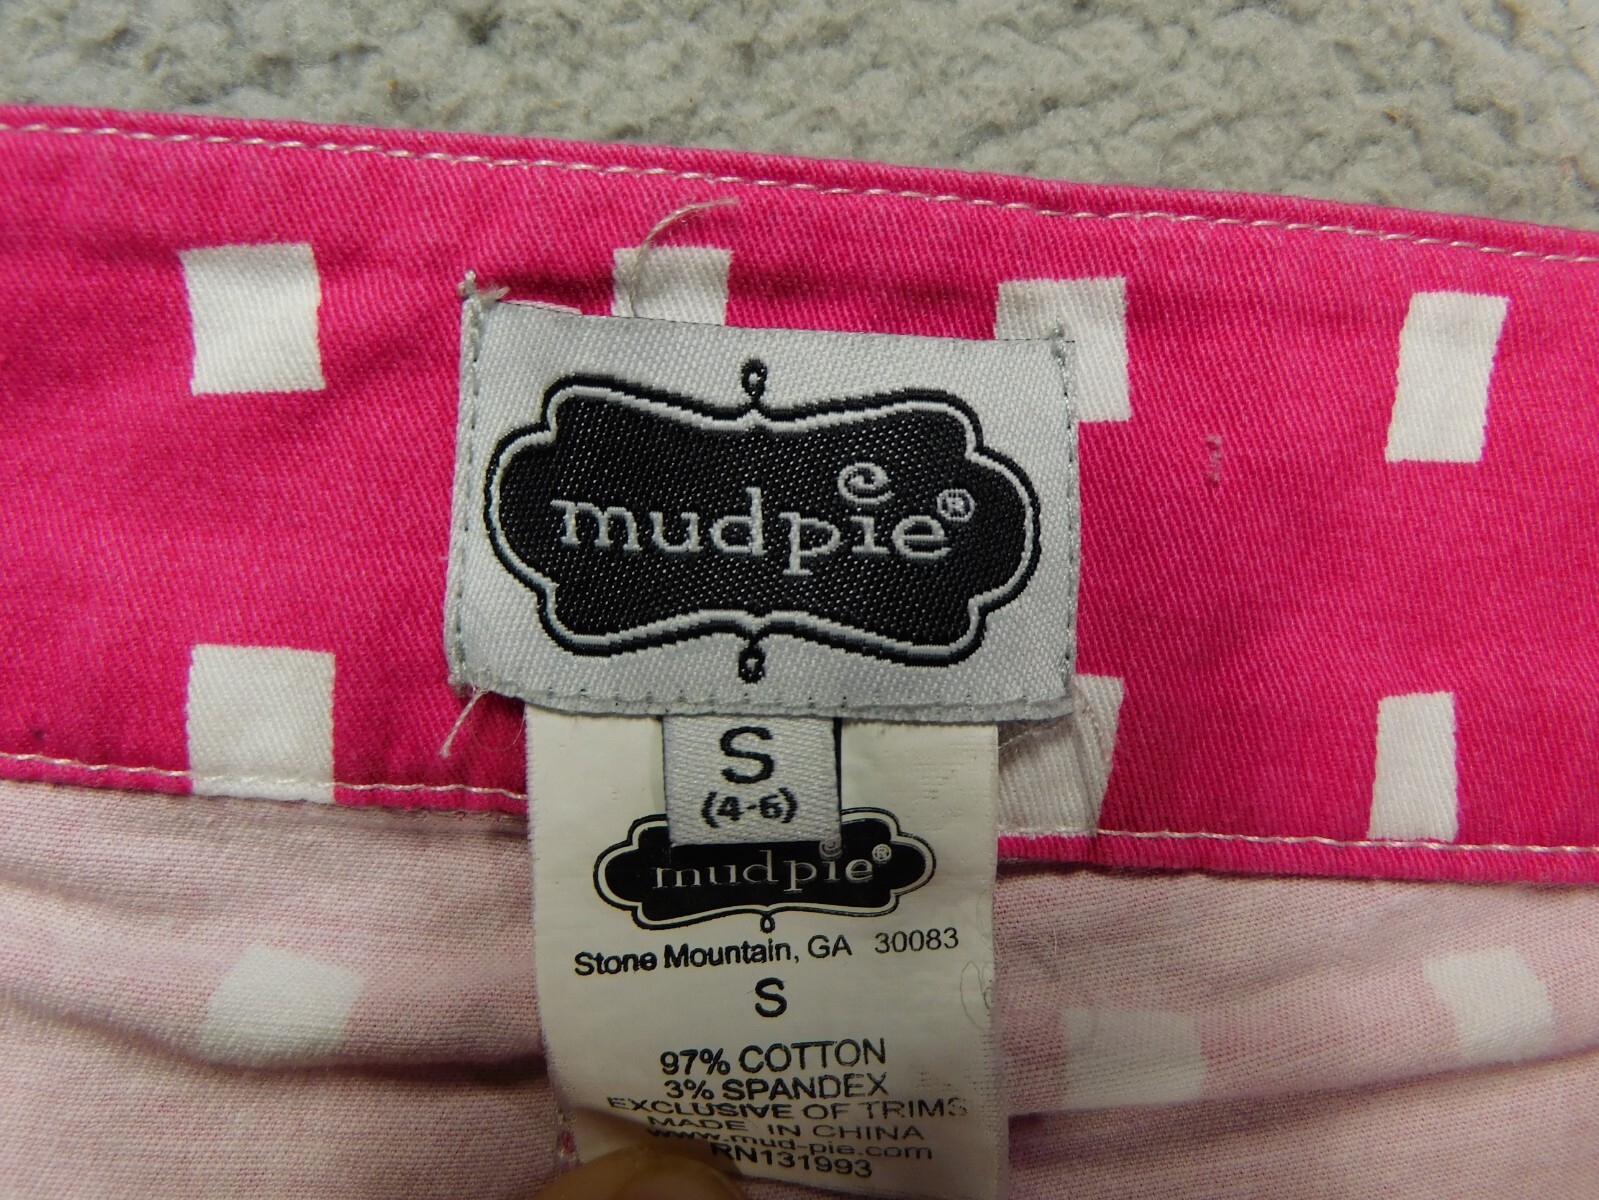 mudpie®
S
(4-6)
mudpie®
Stone Mountain, GA 30083
S
97% COTTON
3% SPANDEX
EXCLUSIVE OF TRIMS
MADE IN CHINA
www.mud-pie.com
RN131993